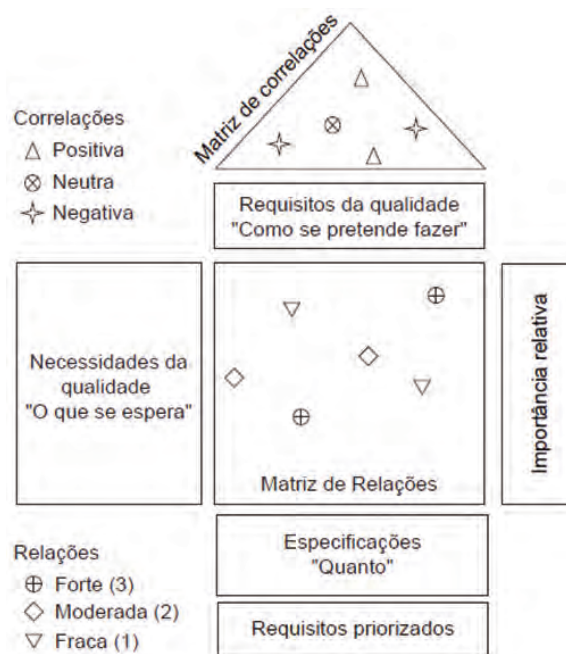 Matriz de correlações
Correlações
Positiva
Neutra
Negativa
Requisitos da qualidade
"Como se pretende fazer"
Necessidades da
qualidade
"O que se espera"
Matriz de Relações
Importância relativa
Relações
Forte (3)
Moderada (2)
Fraca (1)
Especificações
"Quanto"
Requisitos priorizados